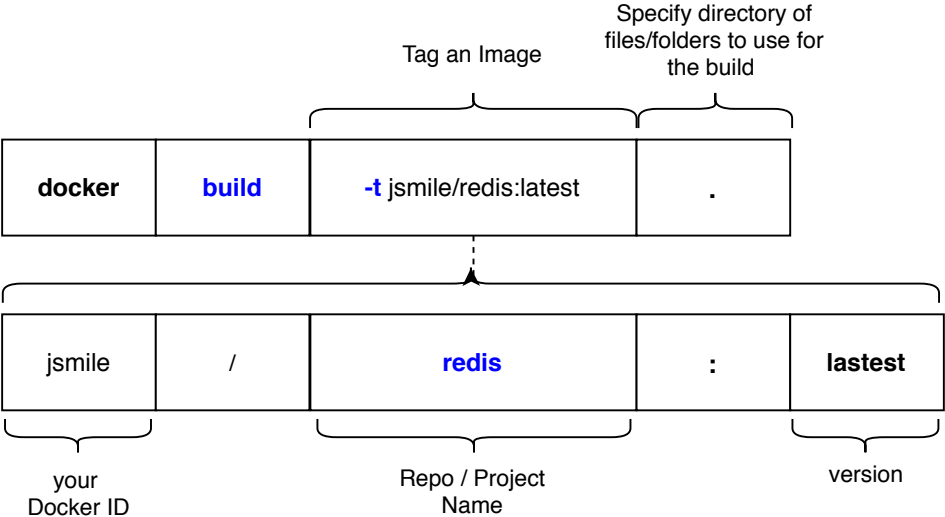 Specify directory of
files/folders to use for
the build
Tag an Image
docker build -t jsmile/redis:latest .
jsmile / redis : lastest
your
Docker ID
Repo / Project
Name
version